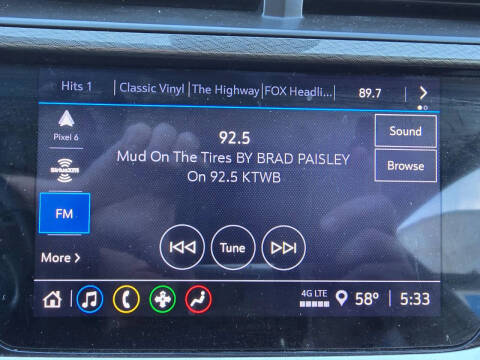 Hits 1 Classic Vinyl The Highway FOX Headli... 89.7
Pixel 6
92.5
Sound
Mud On The Tires BY BRAD PAISLEY
SiriusXM
Browse
On 92.5 KTWB
FM
Tune
More >
4G LTE
58° 5:33